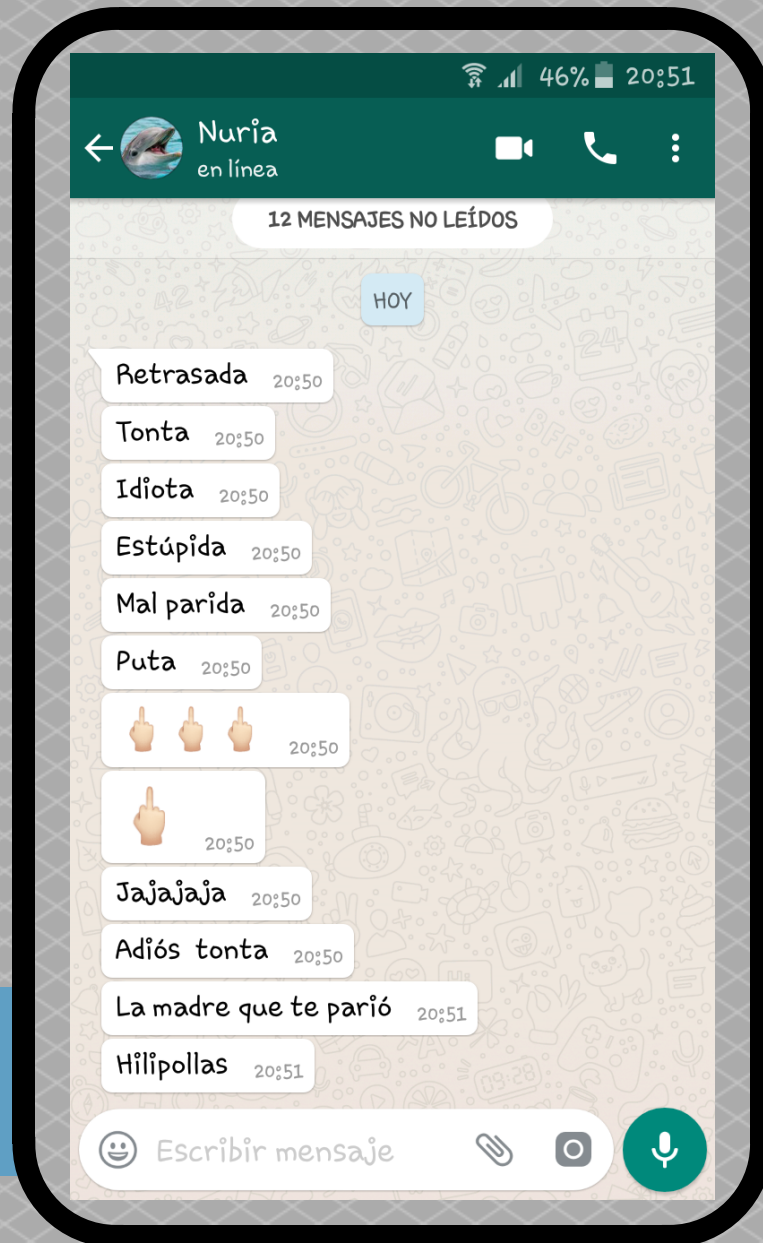 46% 20:51
Nuria
en línea
12 MENSAJES NO LEÍDOS
HOY
Retrasada 20:50
Tonta 20:50
Idiota 20:50
Estúpida 20:50
Mal parida 20:50
Puta 20:50
🖕🏻 🖕🏻 🖕🏻 20:50
🖕🏻 20:50
Jajajaja 20:50
Adiós tonta 20:50
La madre que te parió 20:51
Hilipollas 20:51
Escribir mensaje